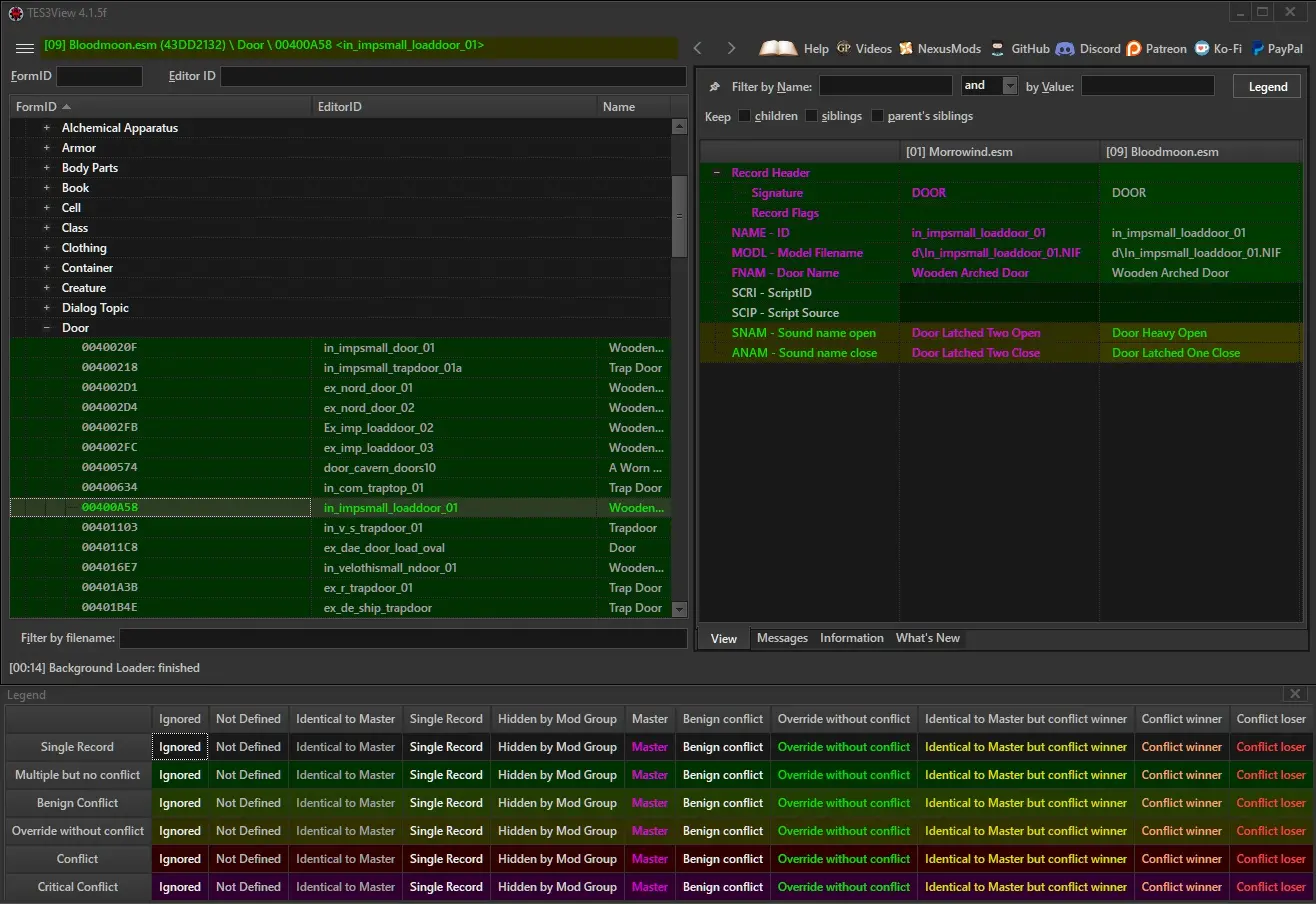 TES3View 4.1.5f
[09] Bloodmoon.esm (43DD2132) \ Door \ 00400A58 <in_impsmall_loaddoor_01>
Help Videos NexusMods GitHub Discord Patreon Ko-Fi PayPal
FormID Editor ID
FormID EditorID Name
Alchemical Apparatus
Armor
Body Parts
Book
Cell
Class
Clothing
Container
Creature
Dialog Topic
Door
0040020F in_impsmall_door_01 Wooden...
00400218 in_impsmall_trapdoor_01a Trap Door
004002D1 ex_nord_door_01 Wooden...
004002D4 ex_nord_door_02 Wooden...
004002FB Ex_imp_loaddoor_02 Wooden...
004002FC ex_imp_loaddoor_03 Wooden...
00400574 door_cavern_doors10 A Worn ...
00400634 in_com_traptop_01 Trap Door
00400A58 in_impsmall_loaddoor_01 Wooden...
00401103 in_v_s_trapdoor_01 Trapdoor
004011C8 ex_dae_door_load_oval Door
004016E7 in_velothismall_ndoor_01 Wooden...
00401A3B ex_r_trapdoor_01 Trap Door
00401B4E ex_de_ship_trapdoor Trap Door
Filter by filename:
[00:14] Background Loader: finished
Filter by Name: and by Value: Legend
Keep children siblings parent's siblings
[01] Morrowind.esm [09] Bloodmoon.esm
Record Header
Signature DOOR DOOR
Record Flags
NAME - ID in_impsmall_loaddoor_01 in_impsmall_loaddoor_01
MODL - Model Filename d\In_impsmall_loaddoor_01.NIF d\In_impsmall_loaddoor_01.NIF
FNAM - Door Name Wooden Arched Door Wooden Arched Door
SCRI - ScriptID
SCIP - Script Source
SNAM - Sound name open Door Latched Two Open Door Heavy Open
ANAM - Sound name close Door Latched Two Close Door Latched One Close
View Messages Information What's New
Legend
Ignored Not Defined Identical to Master Single Record Hidden by Mod Group Master Benign conflict Override without conflict Identical to Master but conflict winner Conflict winner Conflict loser
Single Record Ignored Not Defined Identical to Master Single Record Hidden by Mod Group Master Benign conflict Override without conflict Identical to Master but conflict winner Conflict winner Conflict loser
Multiple but no conflict Ignored Not Defined Identical to Master Single Record Hidden by Mod Group Master Benign conflict Override without conflict Identical to Master but conflict winner Conflict winner Conflict loser
Benign Conflict Ignored Not Defined Identical to Master Single Record Hidden by Mod Group Master Benign conflict Override without conflict Identical to Master but conflict winner Conflict winner Conflict loser
Override without conflict Ignored Not Defined Identical to Master Single Record Hidden by Mod Group Master Benign conflict Override without conflict Identical to Master but conflict winner Conflict winner Conflict loser
Conflict Ignored Not Defined Identical to Master Single Record Hidden by Mod Group Master Benign conflict Override without conflict Identical to Master but conflict winner Conflict winner Conflict loser
Critical Conflict Ignored Not Defined Identical to Master Single Record Hidden by Mod Group Master Benign conflict Override without conflict Identical to Master but conflict winner Conflict winner Conflict loser